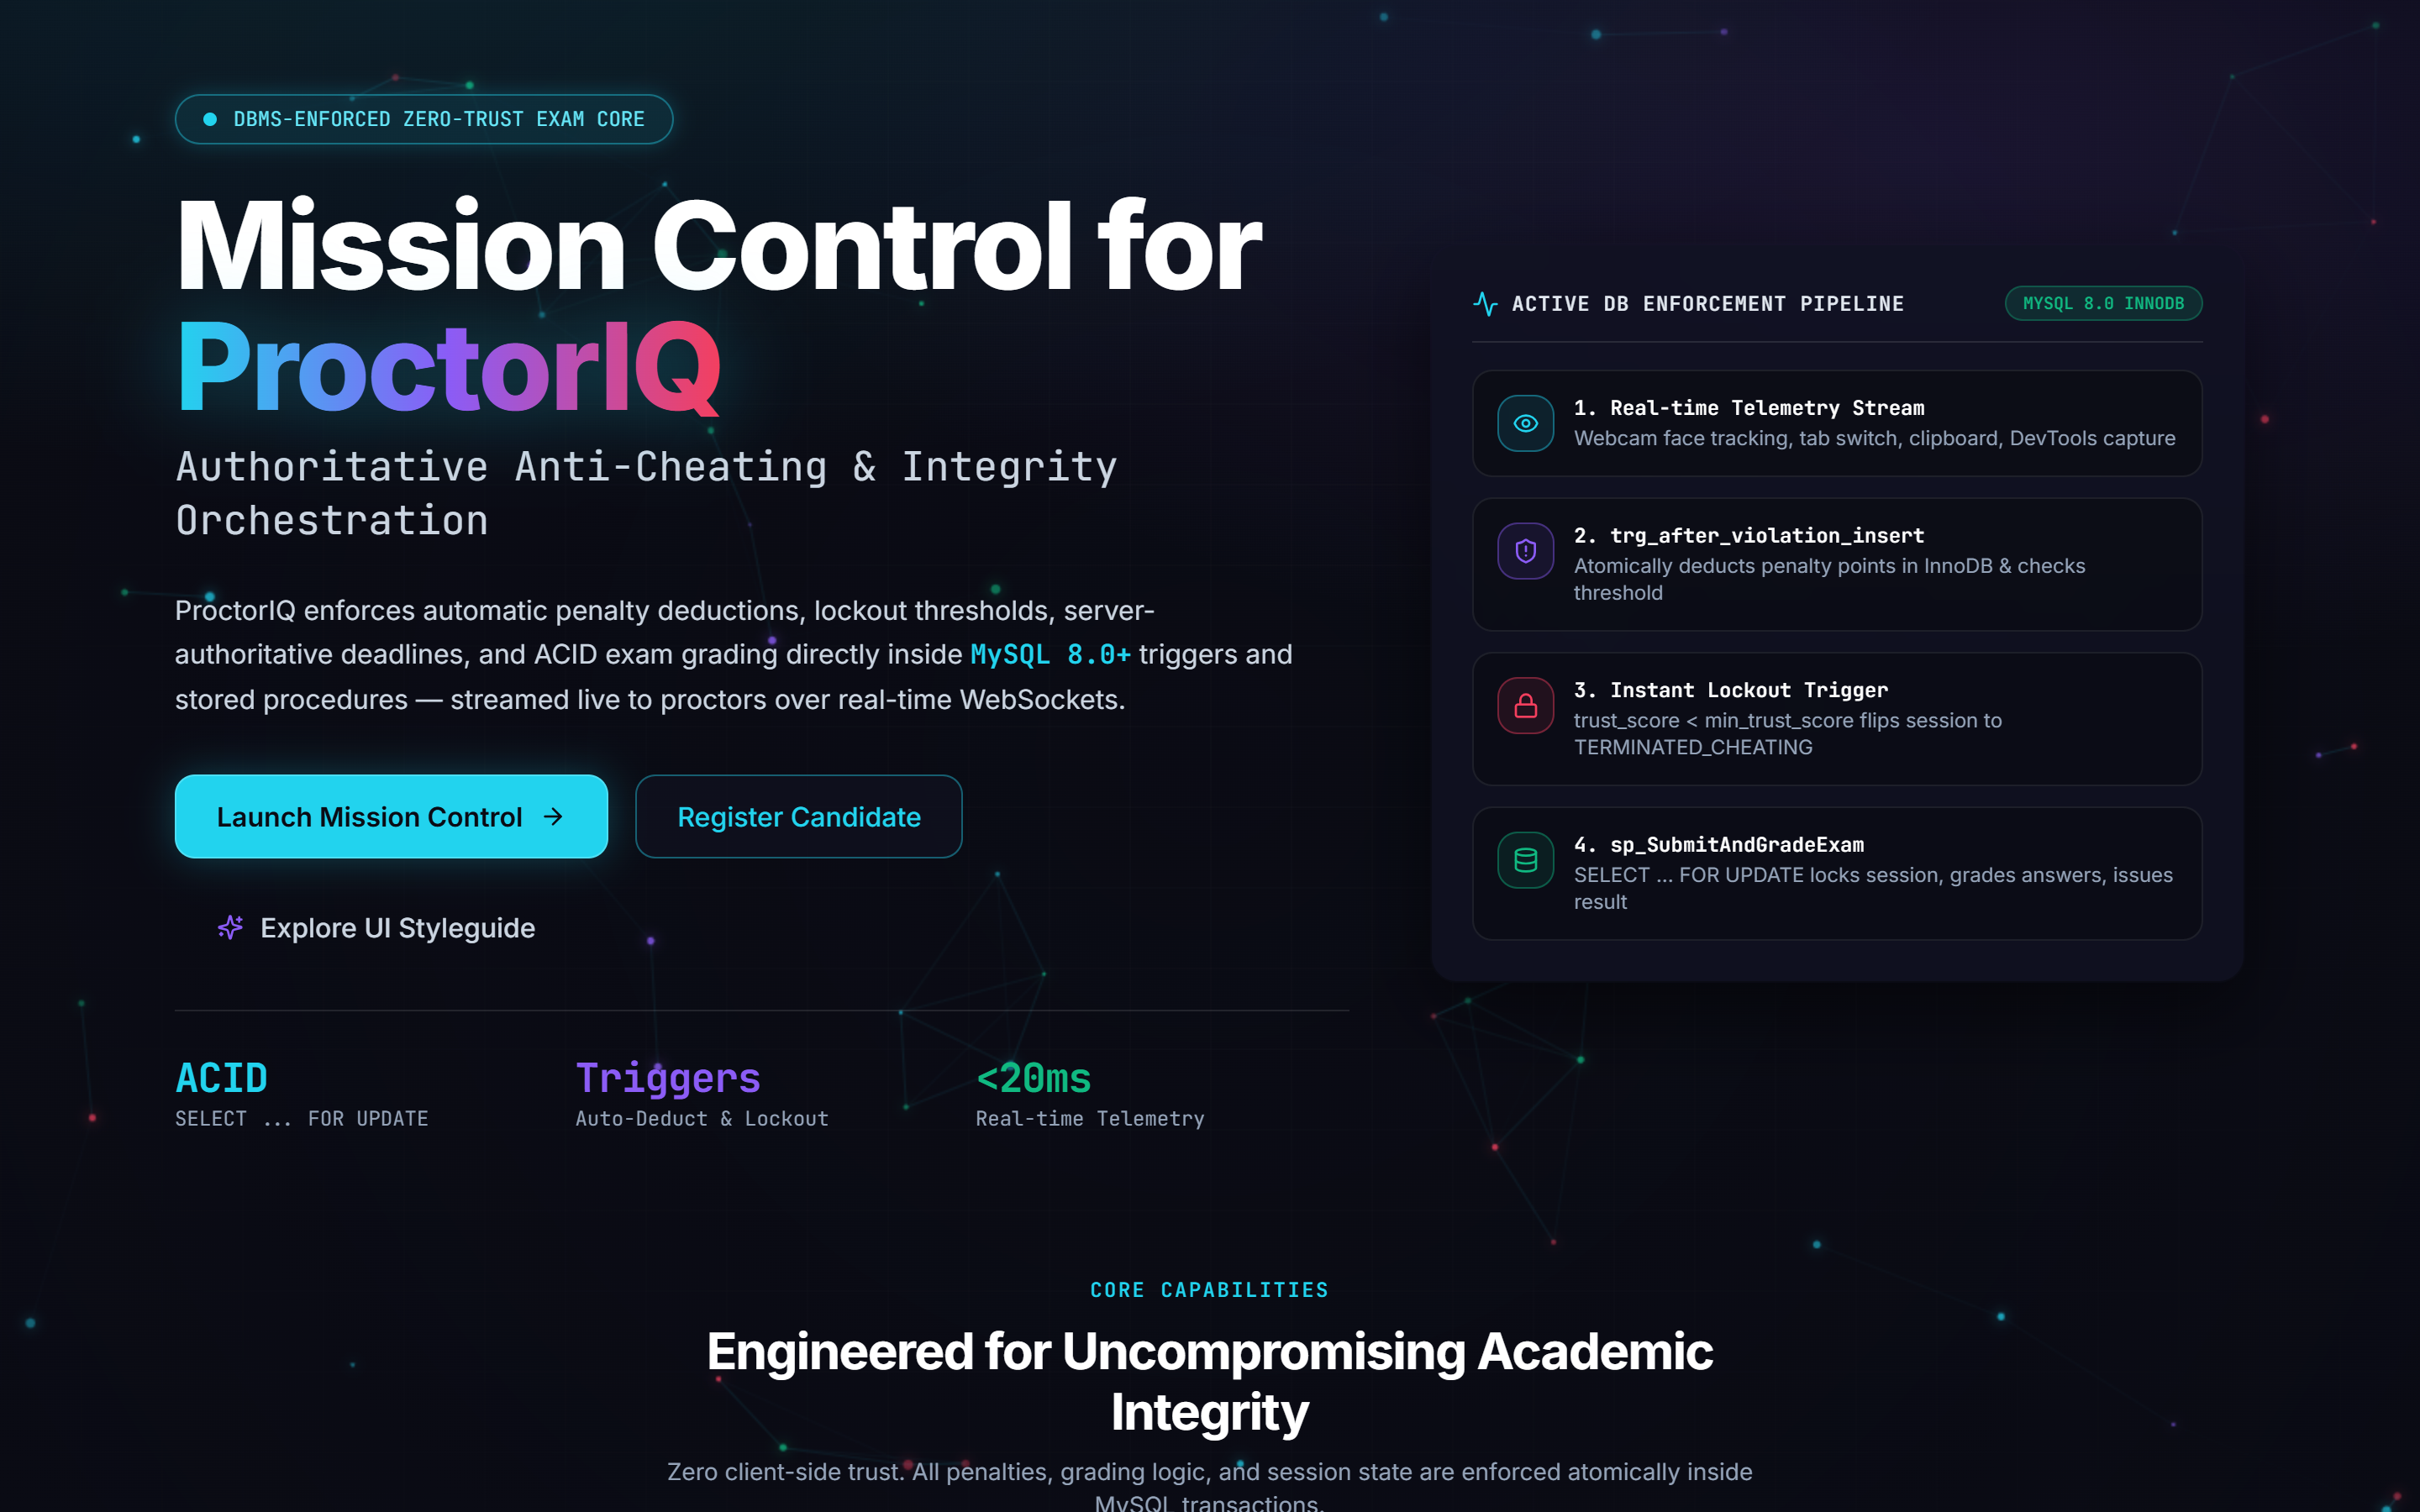 DBMS-ENFORCED ZERO-TRUST EXAM CORE
Mission Control for
ProctorIQ
Authoritative Anti-Cheating & Integrity
Orchestration
ProctorIQ enforces automatic penalty deductions, lockout thresholds, server-
authoritative deadlines, and ACID exam grading directly inside MySQL 8.0+ triggers and
stored procedures — streamed live to proctors over real-time WebSockets.
Launch Mission Control →
Register Candidate
Explore UI Styleguide
ACID
SELECT ... FOR UPDATE
Triggers
Auto-Deduct & Lockout
<20ms
Real-time Telemetry
ACTIVE DB ENFORCEMENT PIPELINE
MYSQL 8.0 INNODB
1. Real-time Telemetry Stream
Webcam face tracking, tab switch, clipboard, DevTools capture
2. trg_after_violation_insert
Atomically deducts penalty points in InnoDB & checks
threshold
3. Instant Lockout Trigger
trust_score < min_trust_score flips session to
TERMINATED_CHEATING
4. sp_SubmitAndGradeExam
SELECT ... FOR UPDATE locks session, grades answers, issues
result
CORE CAPABILITIES
Engineered for Uncompromising Academic
Integrity
Zero client-side trust. All penalties, grading logic, and session state are enforced atomically inside
MySQL transactions.